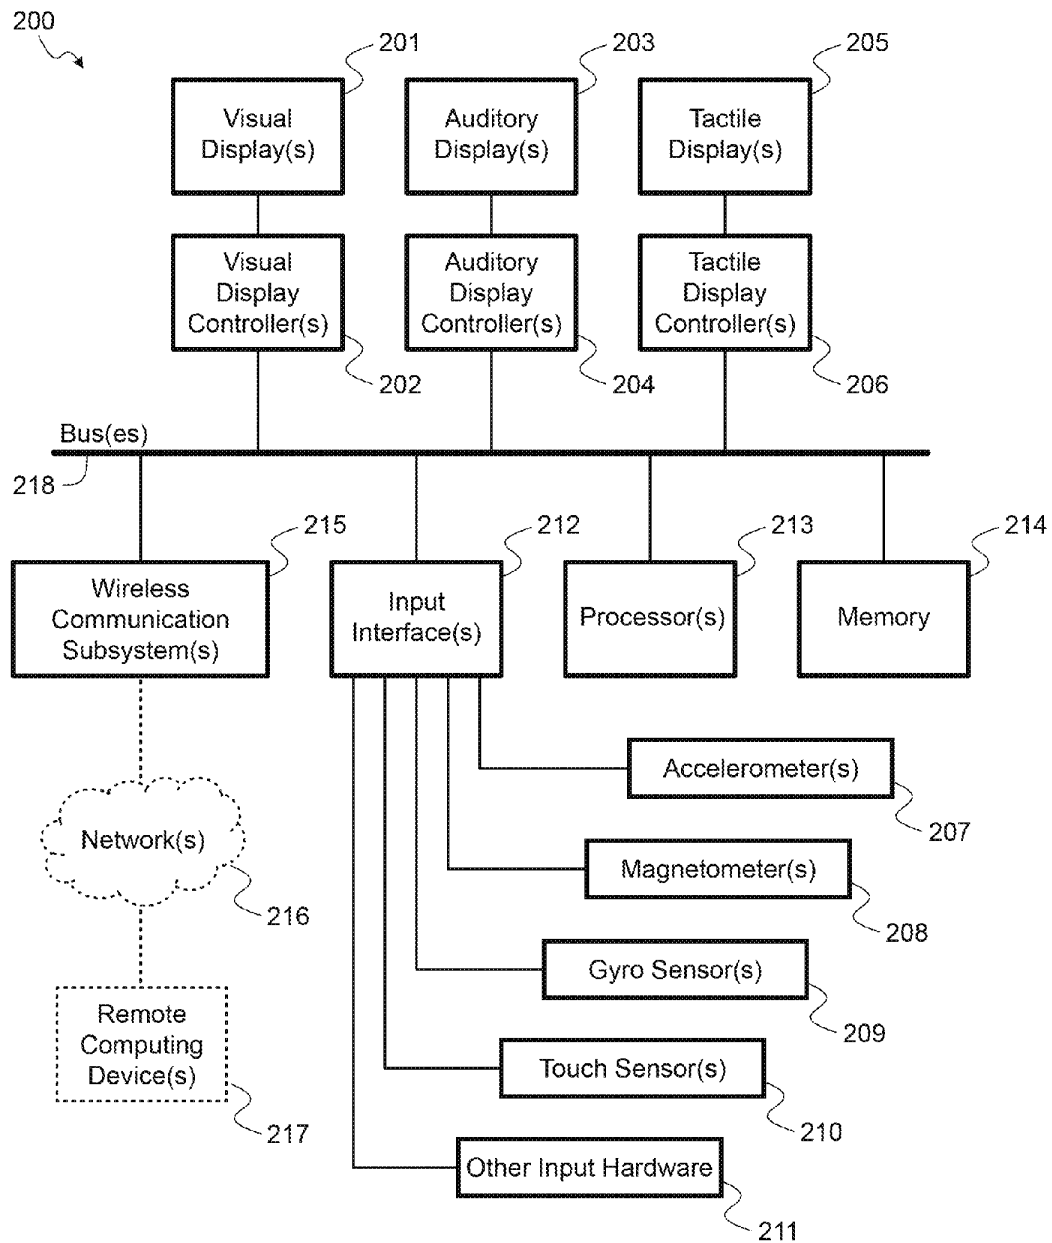 200
201
203
205
Visual
Display(s)
Auditory
Display(s)
Tactile
Display(s)
Visual
Display
Controller(s)
Auditory
Display
Controller(s)
Tactile
Display
Controller(s)
202
204
206
Bus(es)
218
215
212
213
214
Wireless
Communication
Subsystem(s)
Input
Interface(s)
Processor(s)
Memory
Accelerometer(s)
207
Network(s)
Magnetometer(s)
216
208
Gyro Sensor(s)
209
Remote
Computing
Device(s)
Touch Sensor(s)
217
210
Other Input Hardware
211